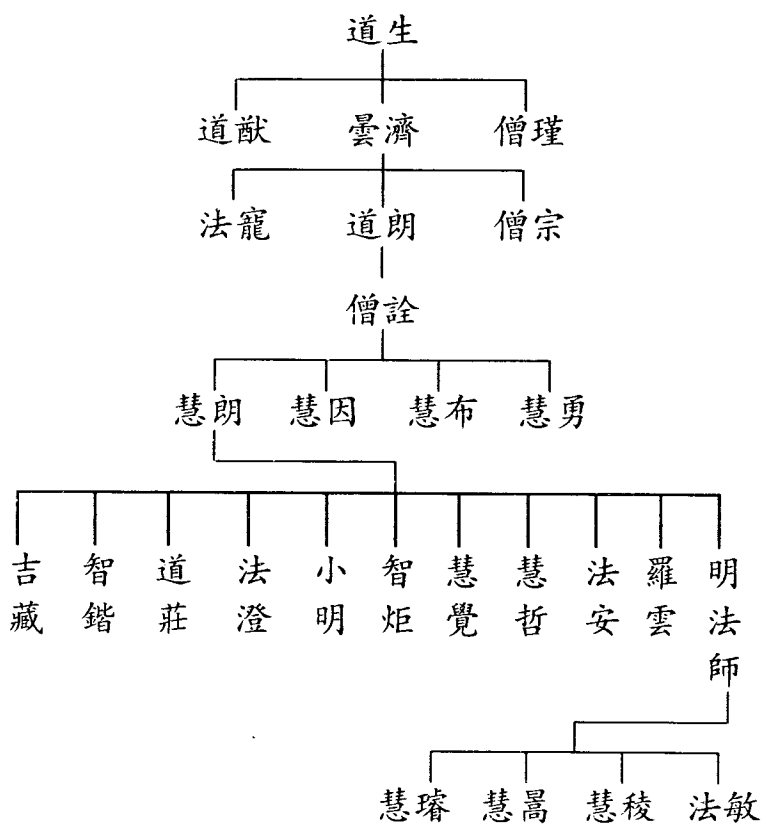 道生
道猷 曇濟 僧瑾
法寵 道朗 僧宗
僧詮
慧朗 慧因 慧布 慧勇
吉藏 智鍇 道莊 法澄 小明 智炬 慧覺 慧哲 法安 羅雲 明法師
慧璿 慧暠 慧稜 法敏